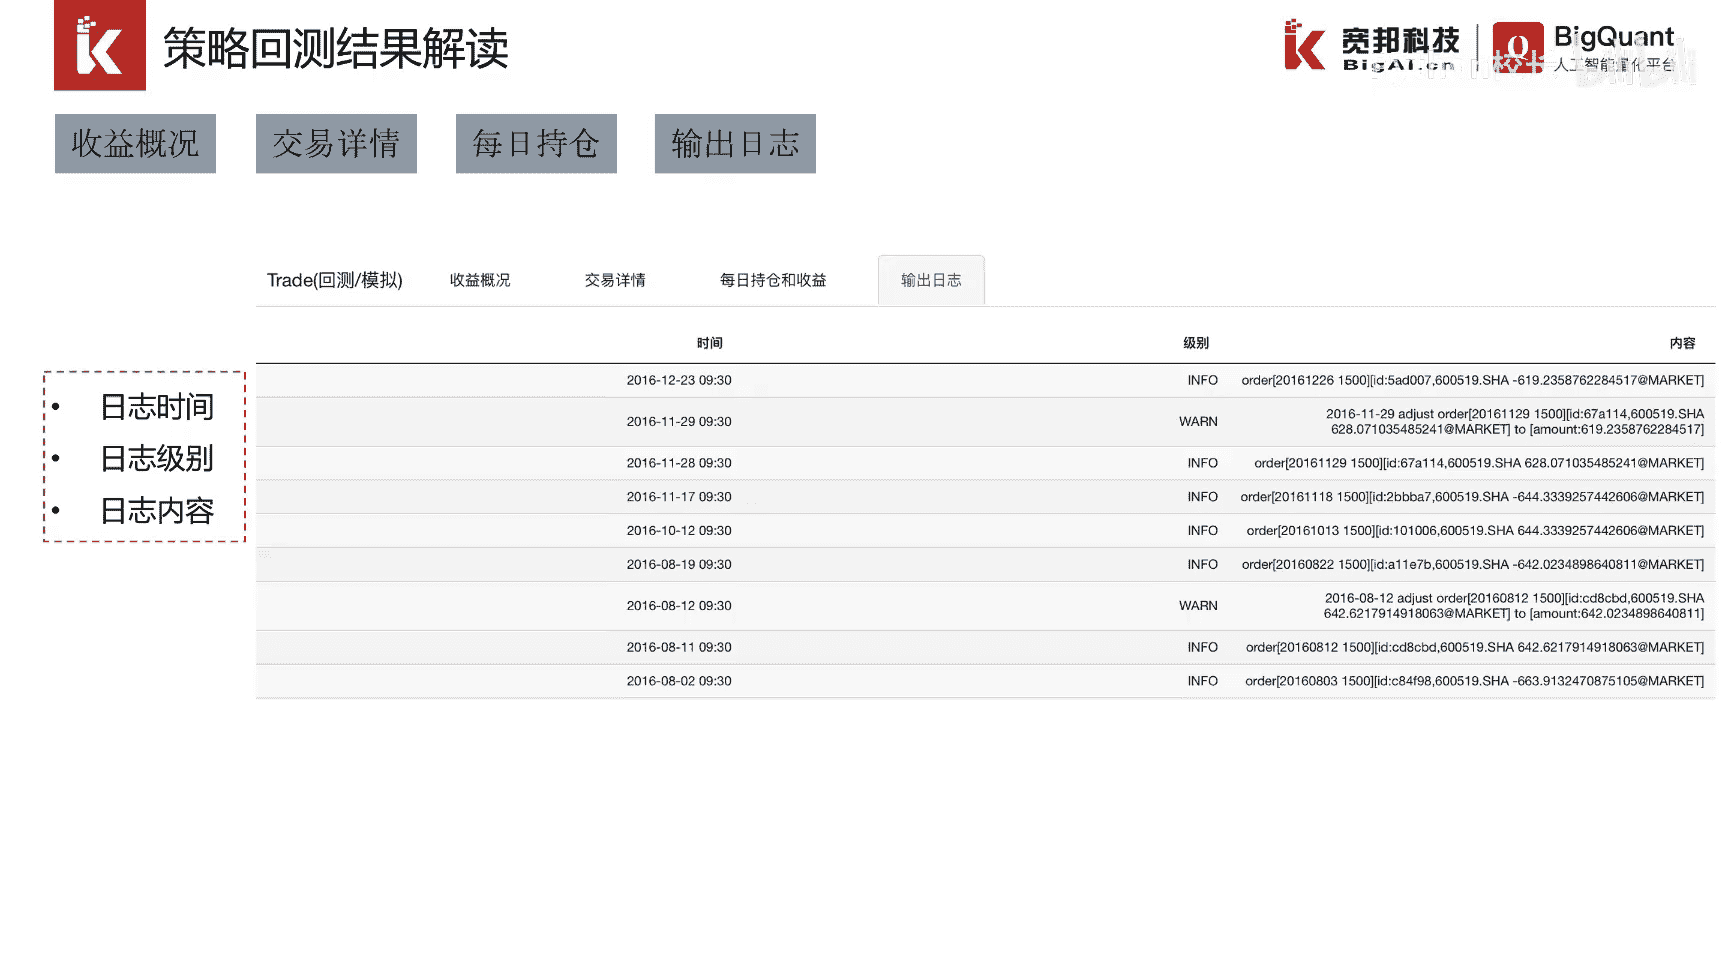 策略回测结果解读
宽邦科技
BigAI.cn
BigQuant
人工智能量化平台
收益概况
交易详情
每日持仓
输出日志
Trade(回测/模拟)
收益概况
交易详情
每日持仓和收益
输出日志
时间 级别 内容
• 日志时间
• 日志级别
• 日志内容
2016-12-23 09:30 INFO order[20161226 1500][id:5ad007,600519.SHA -619.2358762284517@MARKET]
2016-11-29 09:30 WARN 2016-11-29 adjust order[20161129 1500][id:67a114,600519.SHA
628.071035485241@MARKET] to [amount:619.2358762284517]
2016-11-28 09:30 INFO order[20161129 1500][id:67a114,600519.SHA 628.071035485241@MARKET]
2016-11-17 09:30 INFO order[20161118 1500][id:2bbba7,600519.SHA -644.3339257442606@MARKET]
2016-10-12 09:30 INFO order[20161013 1500][id:101006,600519.SHA 644.3339257442606@MARKET]
2016-08-19 09:30 INFO order[20160822 1500][id:a11e7b,600519.SHA -642.0234898640811@MARKET]
2016-08-12 09:30 WARN 2016-08-12 adjust order[20160812 1500][id:cd8cbd,600519.SHA
642.6217914918063@MARKET] to [amount:642.0234898640811]
2016-08-11 09:30 INFO order[20160812 1500][id:cd8cbd,600519.SHA 642.6217914918063@MARKET]
2016-08-02 09:30 INFO order[20160803 1500][id:c84f98,600519.SHA -663.9132470875105@MARKET]